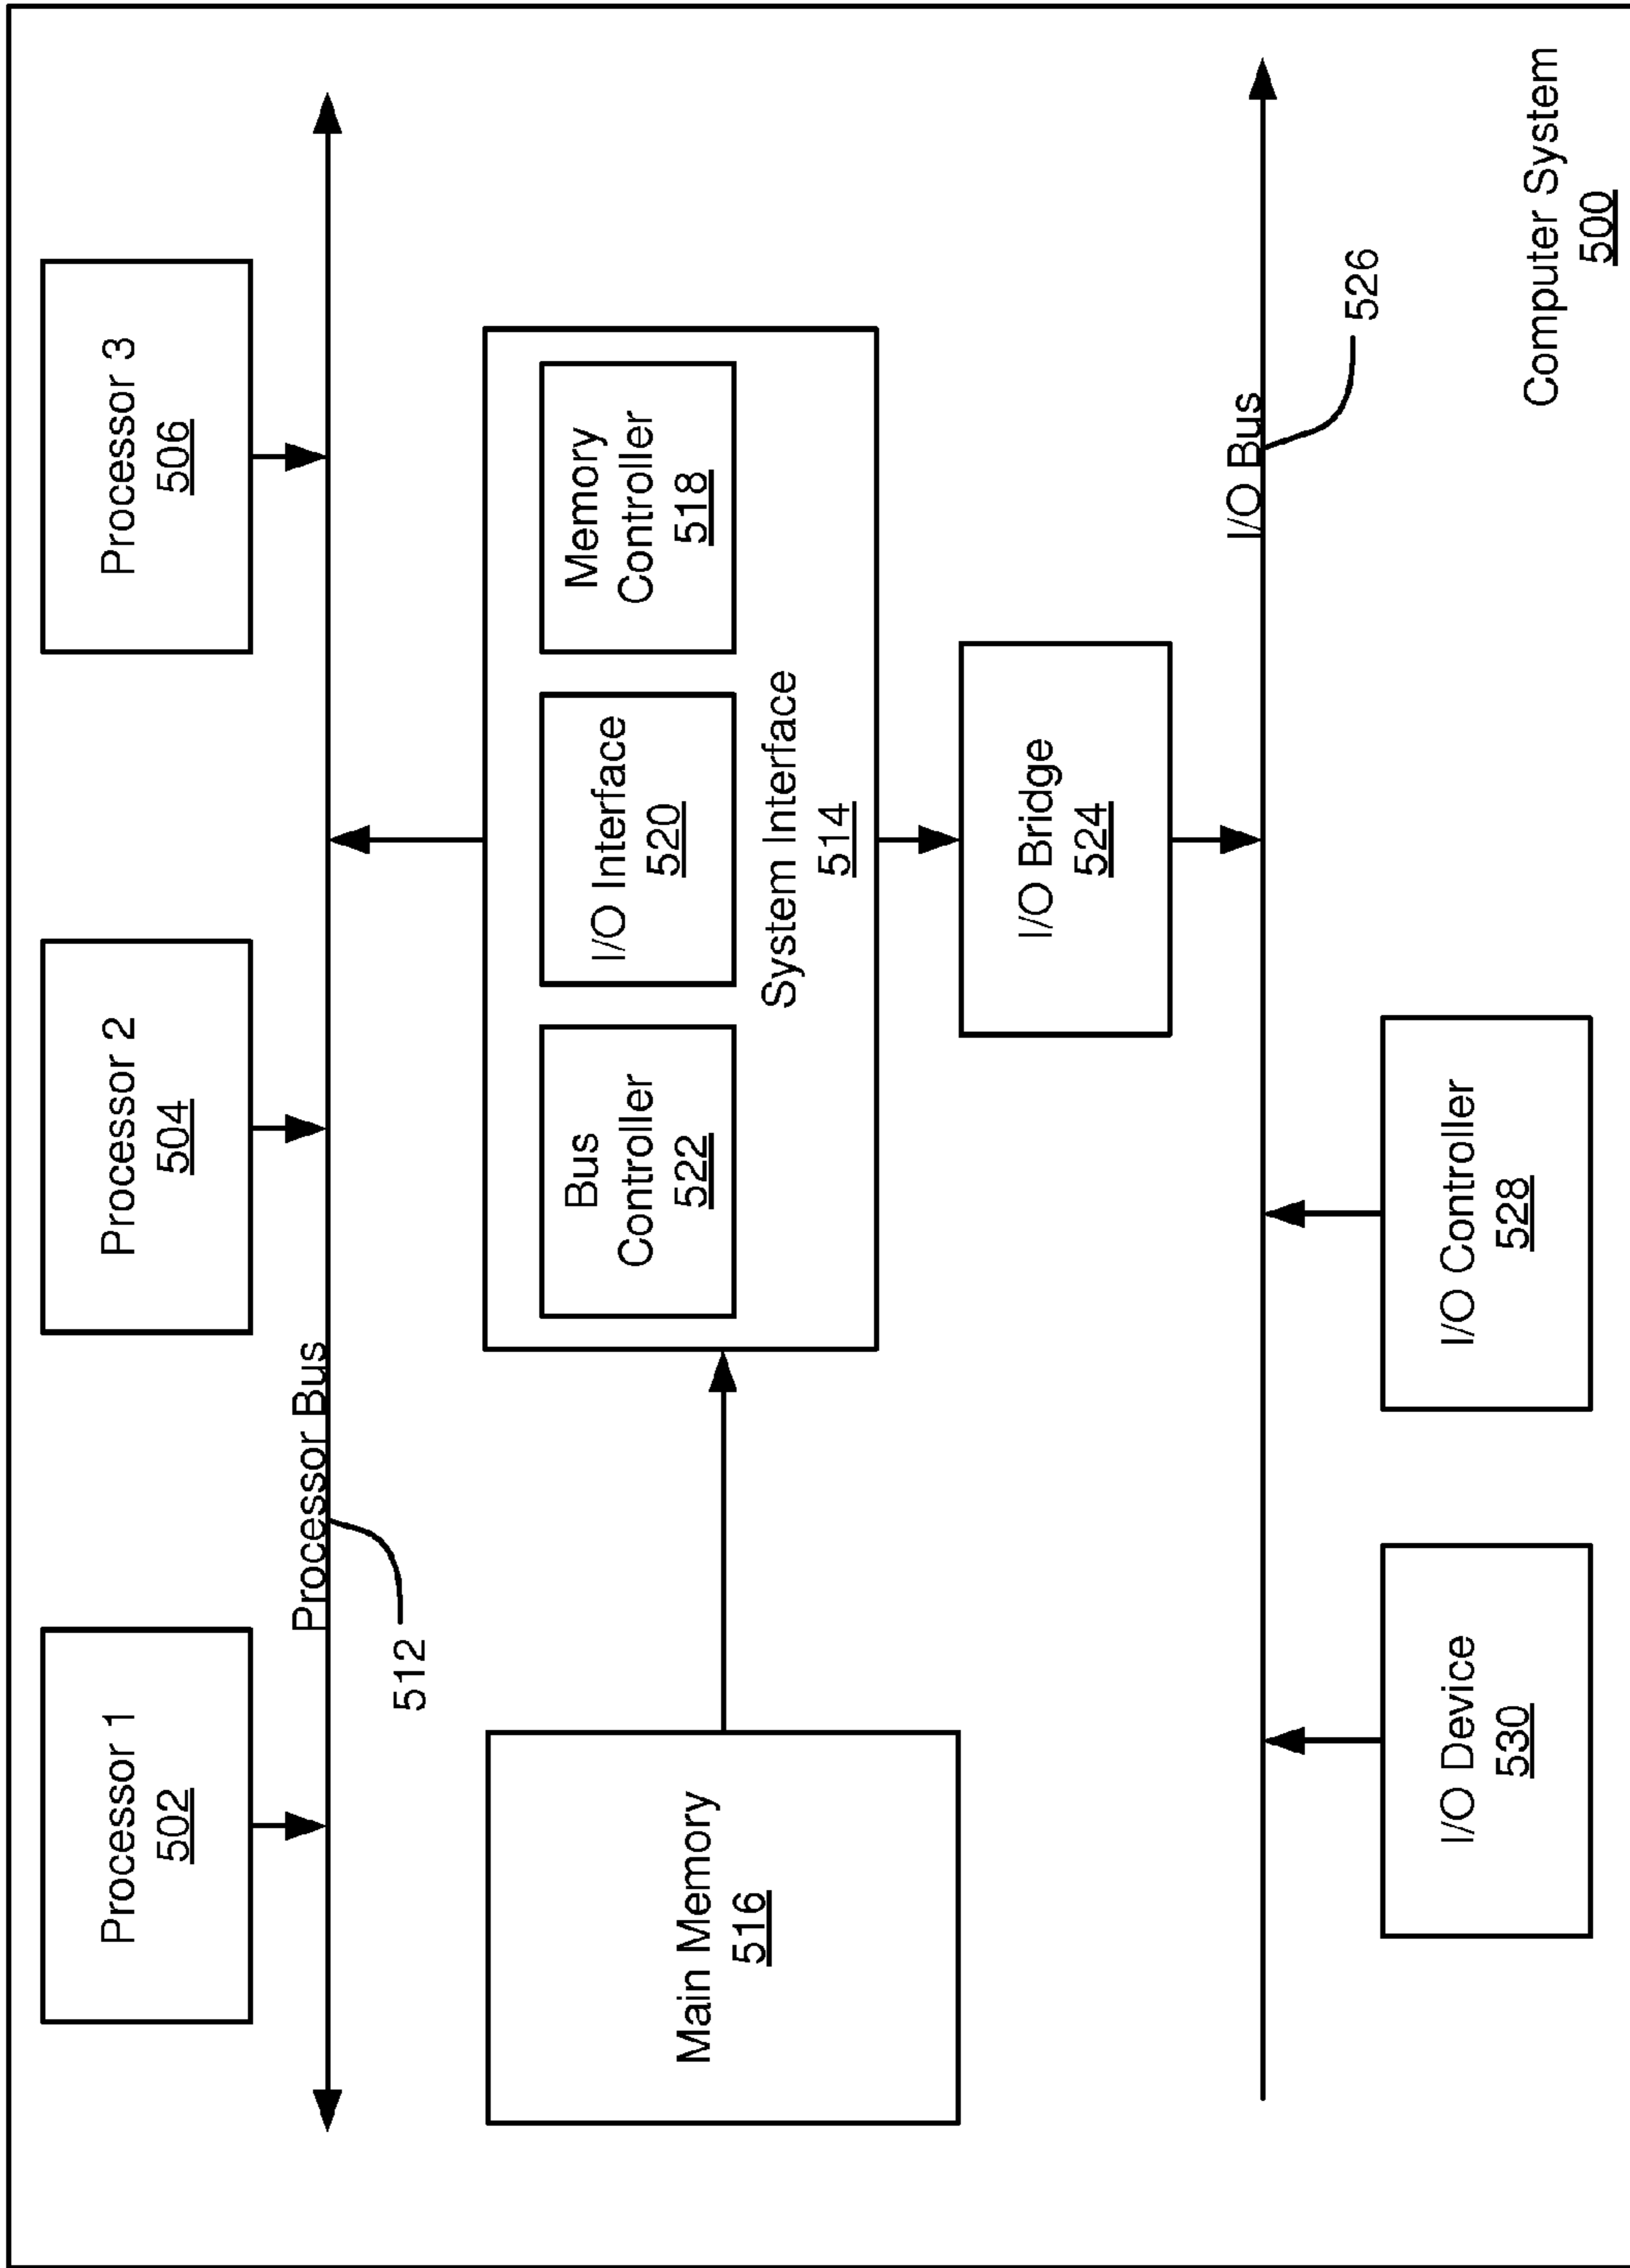 Processor 1
502
Processor 2
504
Processor 3
506
Processor Bus
512
Main Memory
516
Bus
Controller
522
I/O Interface
520
Memory
Controller
518
System Interface
514
I/O Bridge
524
I/O Bus
526
I/O Device
530
I/O Controller
528
Computer System
500